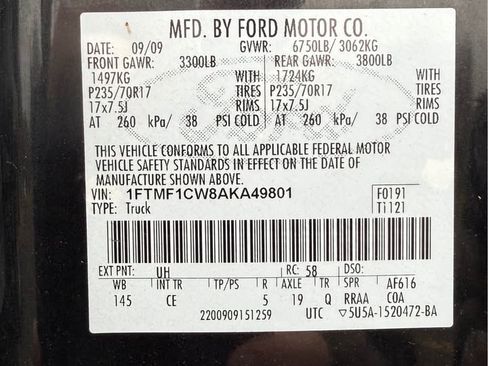 MFD. BY FORD MOTOR CO.
DATE: 09/09 GVWR: 6750LB/ 3062KG
FRONT GAWR: 3300LB REAR GAWR: 3800LB
1497KG WITH 1724KG WITH
P235/70R17 TIRES P235/70R17 TIRES
17x7.5J RIMS 17x7.5J RIMS
AT 260 kPa/ 38 PSI COLD AT 260 kPa/ 38 PSI COLD
THIS VEHICLE CONFORMS TO ALL APPLICABLE FEDERAL MOTOR
VEHICLE SAFETY STANDARDS IN EFFECT ON THE DATE OF
MANUFACTURE SHOWN ABOVE.
VIN: 1FTMF1CW8AKA49801 F0191
TYPE: Truck T1121
EXT PNT: UH RC: 58 DSO:
WB INT TR TP/PS R AXLE TR SPR AF616
145 CE 5 19 Q RRAA COA
2200909151259 UTC ▽5U5A-1520472-BA
Ford